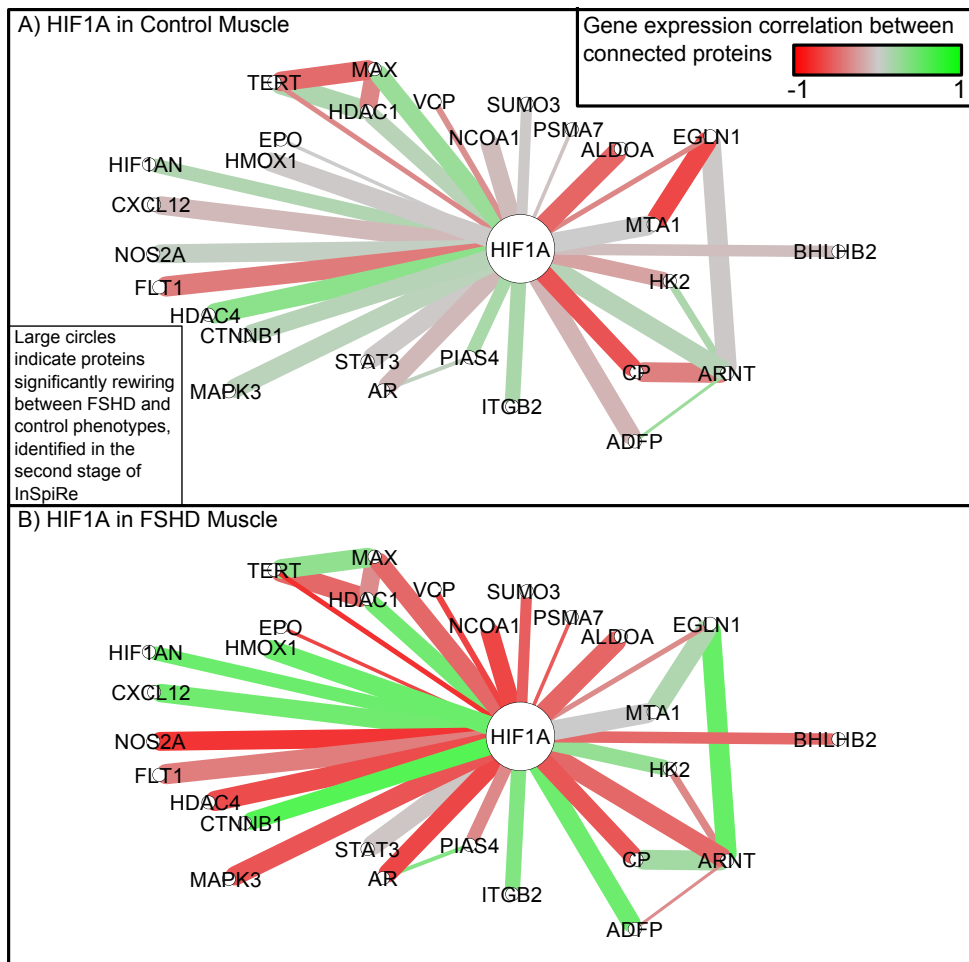 A) HIF1A in Control Muscle
Gene expression correlation between
connected proteins
-1
1
TERT
MAX
HDAC1
VCP
SUMO3
NCOA1
PSMA7
ALDOA
EGLN1
EPO
HMOX1
HIF1AN
CXCL12
NOS2A
FLT1
HDAC4
CTNNB1
MAPK3
STAT3
AR
PIAS4
ITGB2
HIF1A
MTA1
BHLHB2
HK2
CP
ARNT
ADFP
Large circles
indicate proteins
significantly rewiring
between FSHD and
control phenotypes,
identified in the
second stage of
InSpiRe
B) HIF1A in FSHD Muscle
TERT
MAX
HDAC1
VCP
SUMO3
NCOA1
PSMA7
ALDOA
EGLN1
EPO
HMOX1
HIF1AN
CXCL12
NOS2A
FLT1
HDAC4
CTNNB1
MAPK3
STAT3
AR
PIAS4
ITGB2
HIF1A
MTA1
BHLHB2
HK2
CP
ARNT
ADFP